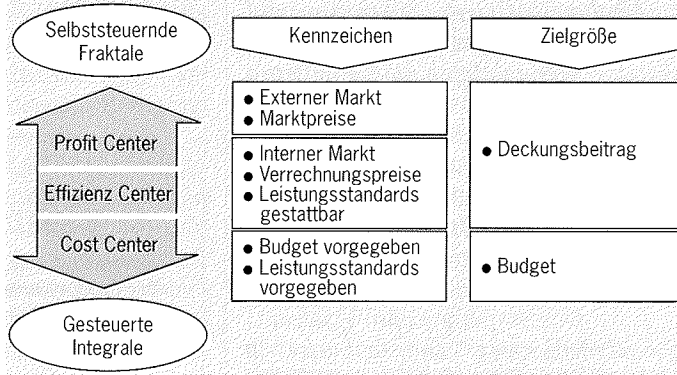 Selbststeuernde
Fraktale
Kennzeichen
Zielgröße
Profit Center
Effizienz Center
Cost Center
● Externer Markt
● Marktpreise
● Interner Markt
● Verrechnungspreise
● Leistungsstandards
gestattbar
● Budget vorgegeben
● Leistungsstandards
vorgegeben
● Deckungsbeitrag
● Budget
Gesteuerte
Integrale